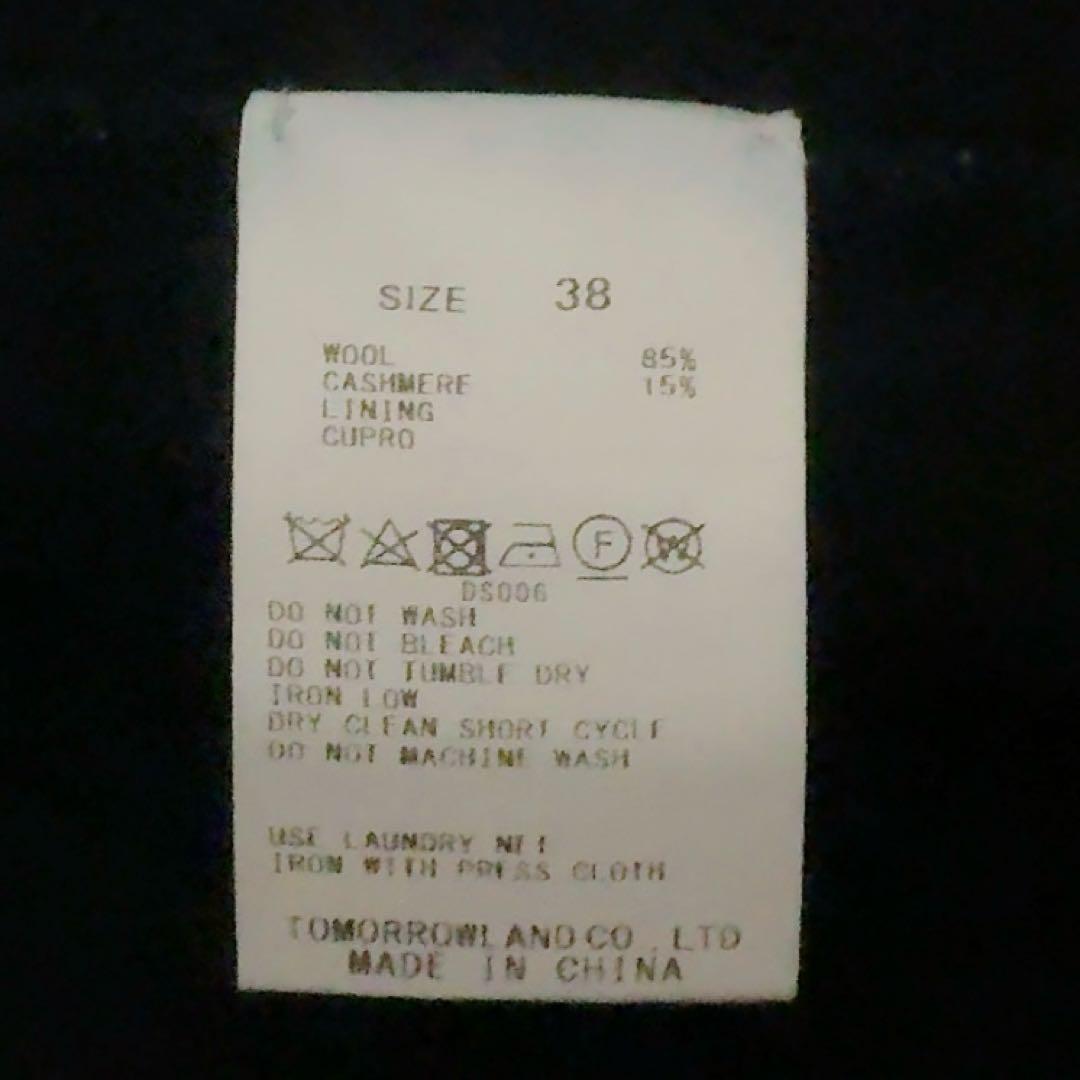 SIZE 38
WOOL 85%
CASHMERE 15%
LINING
CUPRO
F W
DS006
DO NOT WASH
DO NOT BLEACH
DO NOT TUMBLE DRY
IRON LOW
DRY CLEAN SHORT CYCLE
DO NOT MACHINE WASH
USE LAUNDRY NET
IRON WITH PRESS CLOTH
TOMORROWLAND CO., LTD
MADE IN CHINA